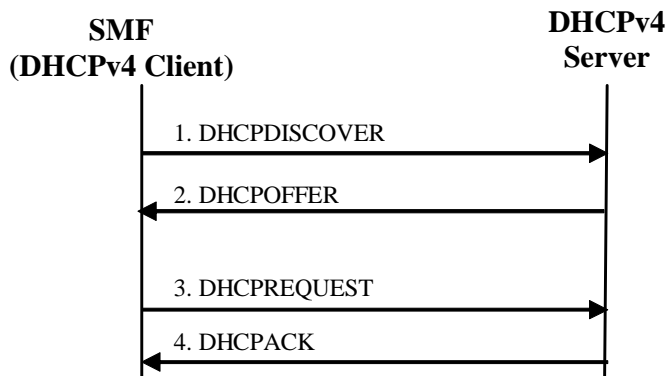 SMF
(DHCPv4 Client)
DHCPv4
Server
1. DHCPDISCOVER
2. DHCPOFFER
3. DHCPREQUEST
4. DHCPACK